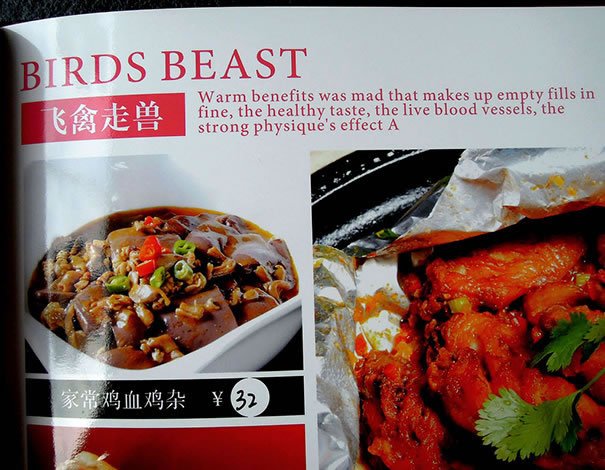 BIRDS BEAST
飞禽走兽
Warm benefits was mad that makes up empty fills in
fine, the healthy taste, the live blood vessels, the
strong physique's effect A
家常鸡血鸡杂 ¥ 32